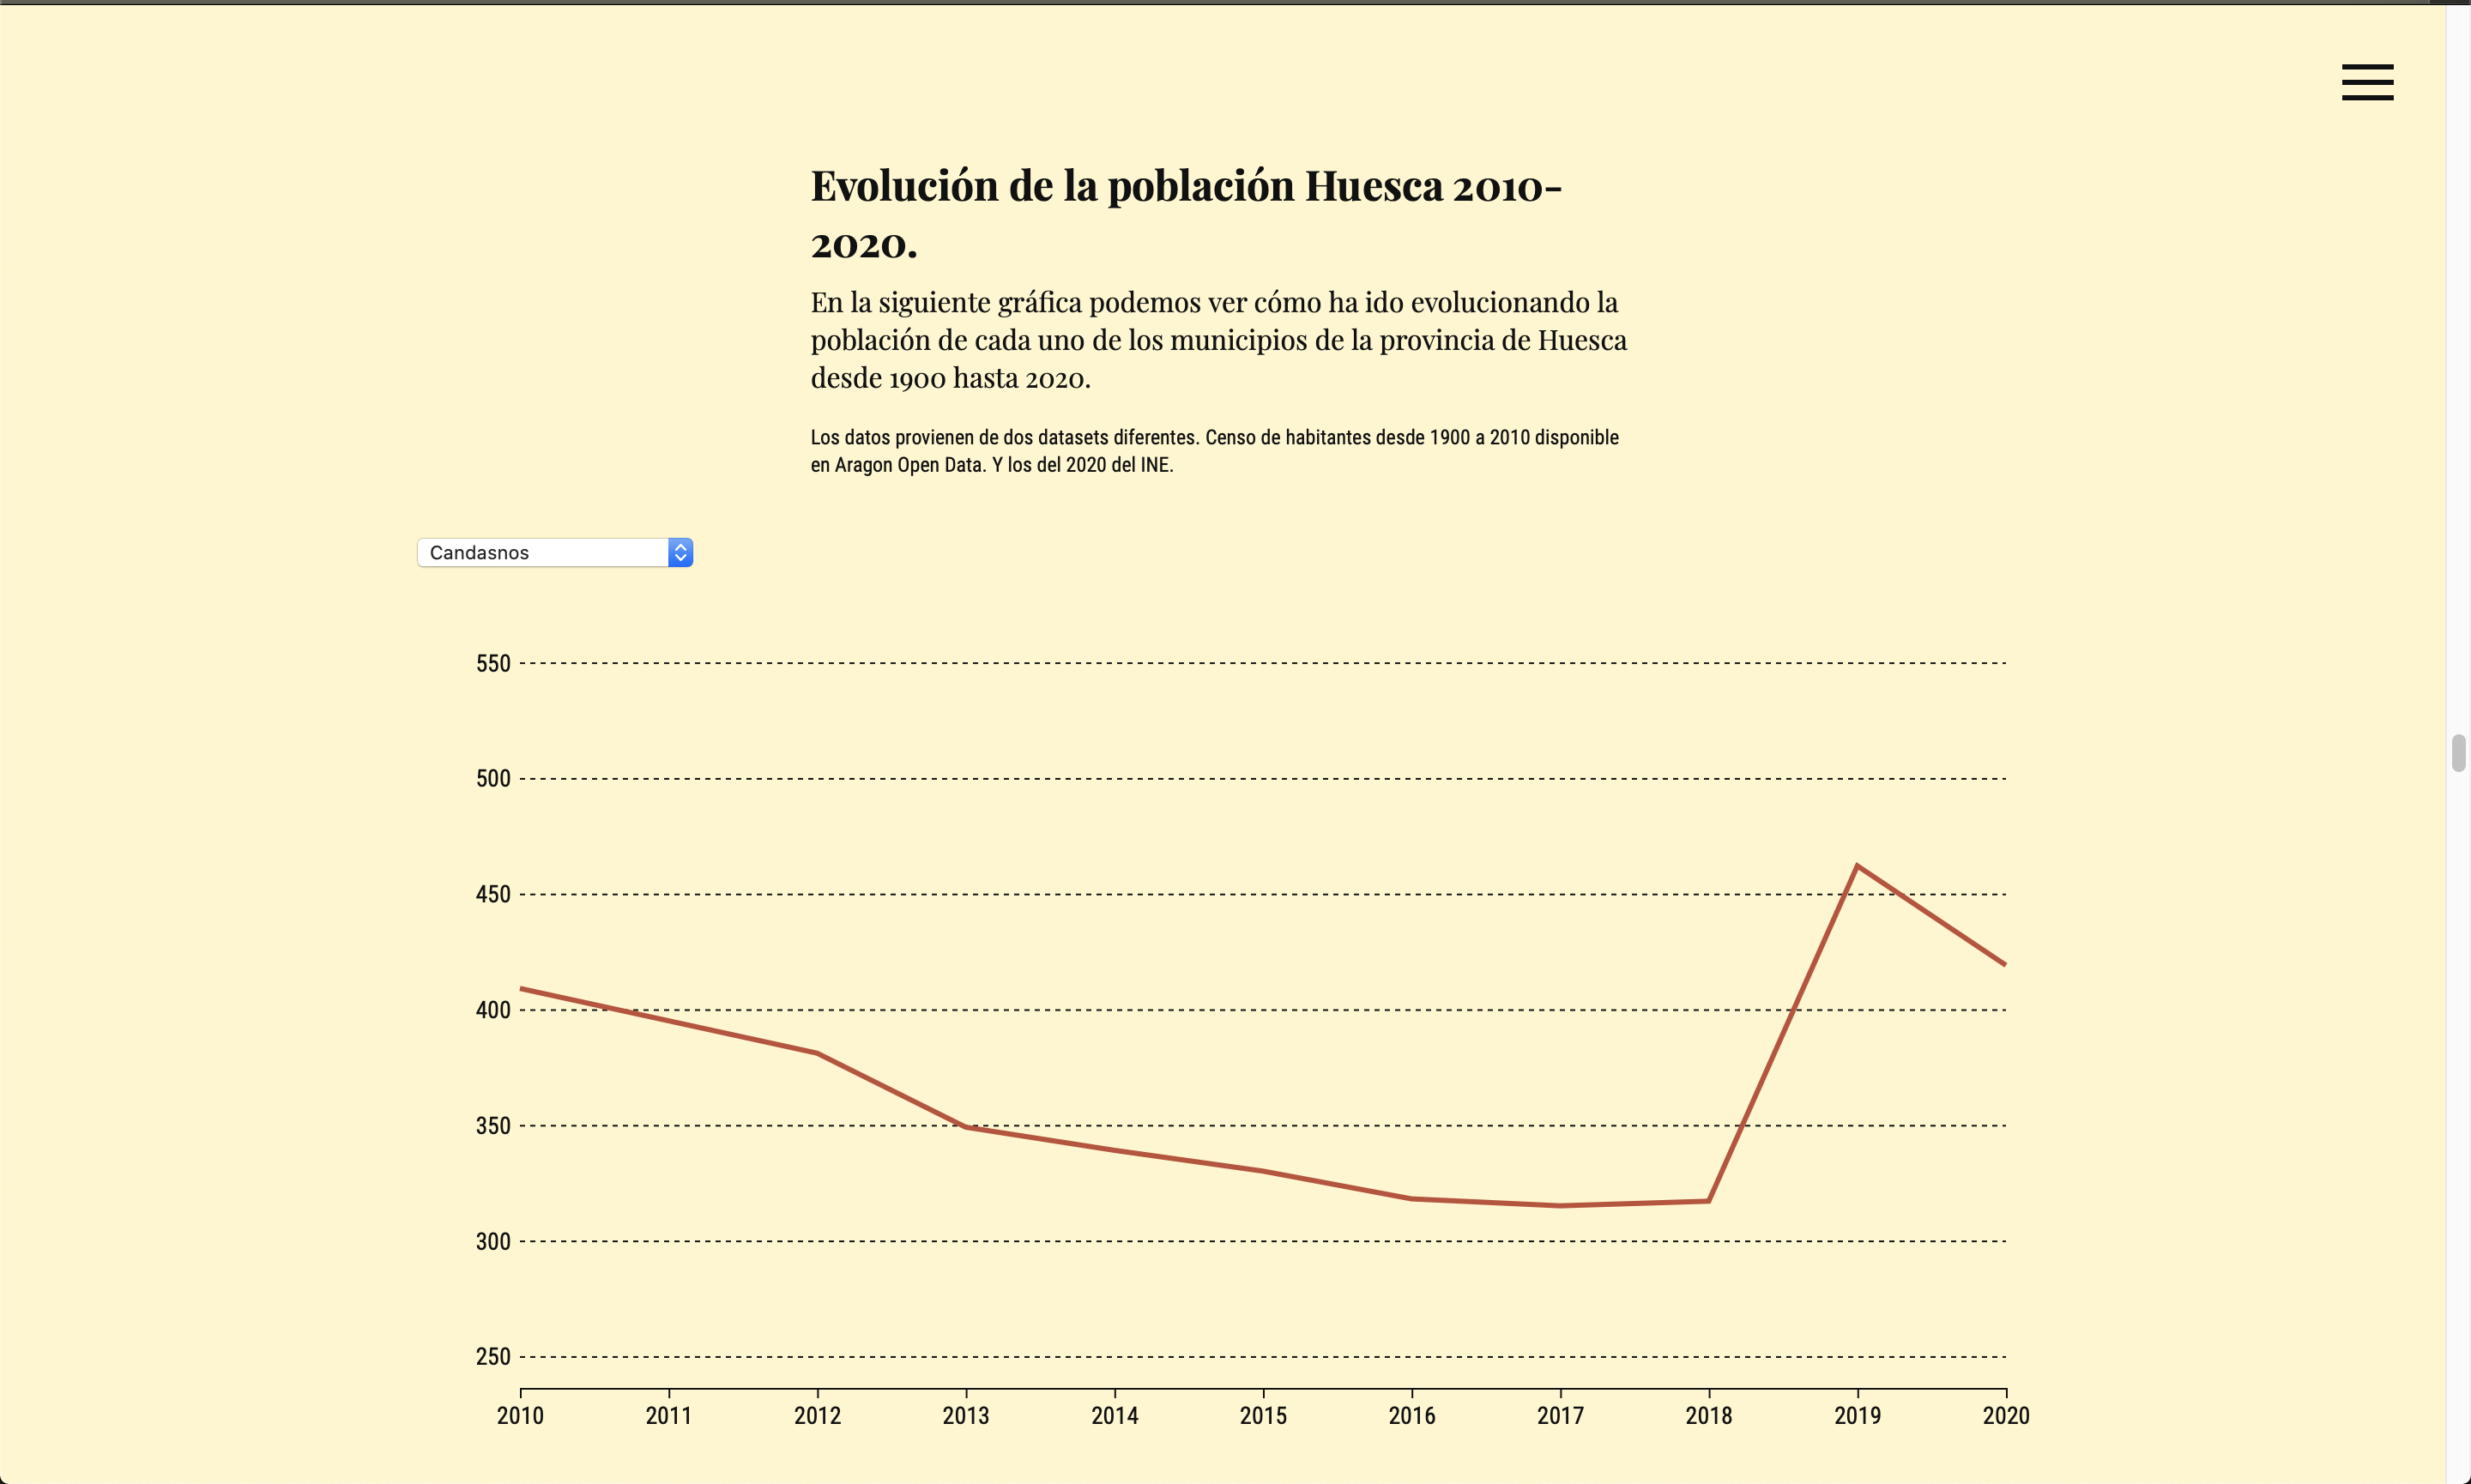 Evolución de la población Huesca 2010-
2020.
En la siguiente gráfica podemos ver cómo ha ido evolucionando la
población de cada uno de los municipios de la provincia de Huesca
desde 1900 hasta 2020.
Los datos provienen de dos datasets diferentes. Censo de habitantes desde 1900 a 2010 disponible
en Aragon Open Data. Y los del 2020 del INE.
Candasnos
550
500
450
400
350
300
250
2010 2011 2012 2013 2014 2015 2016 2017 2018 2019 2020